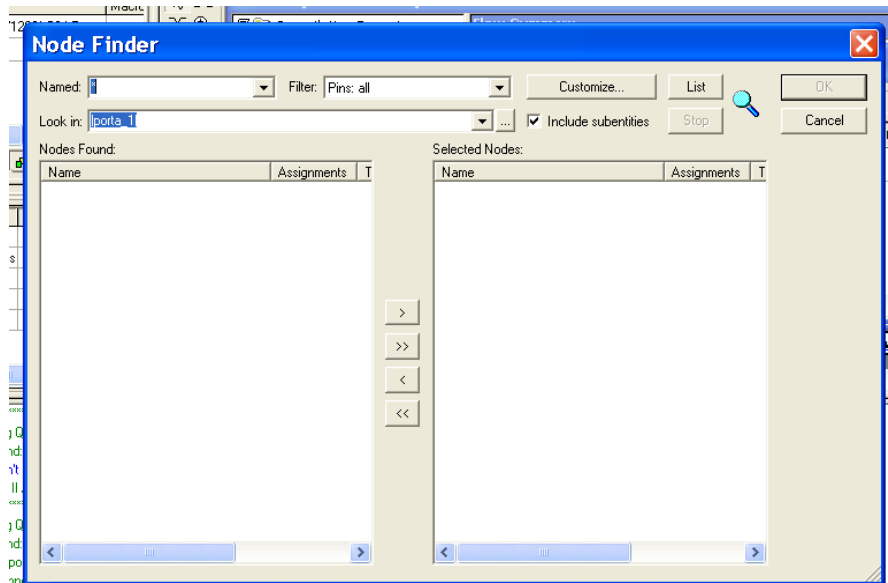 Node Finder
Named: * Filter: Pins: all Customize... List OK
Look in: |porta_1| Include subentities Stop Cancel
Nodes Found: Selected Nodes:
Name Assignments T Name Assignments T
>
>>
<
<<